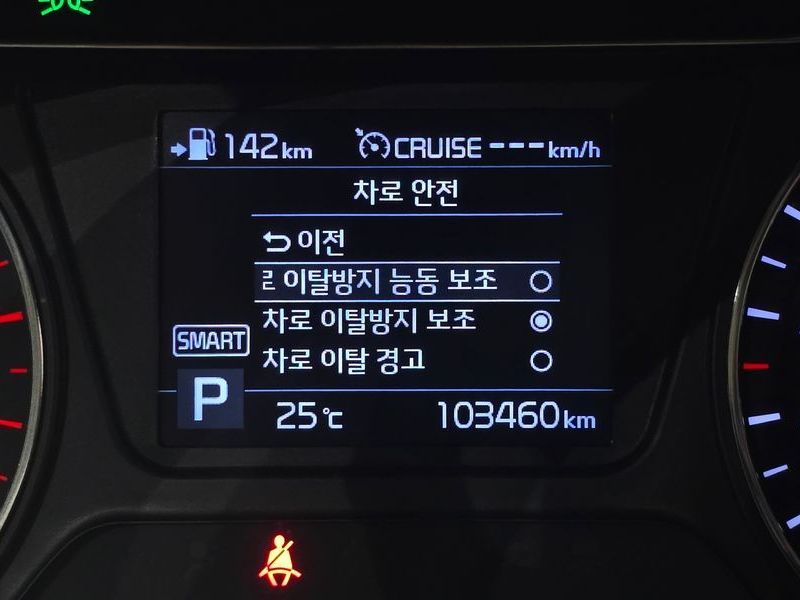 142km CRUISE ---km/h
차로 안전
이전
로 이탈방지 능동 보조
차로 이탈방지 보조
차로 이탈 경고
SMART
P
25℃ 103460km